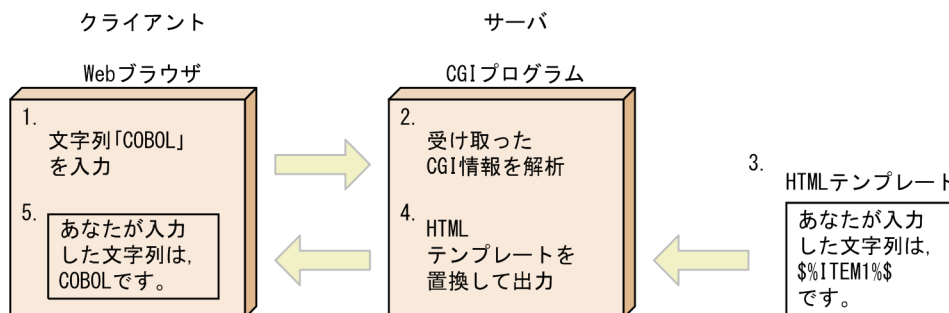 クライアント
サーバ
Webブラウザ
CGIプログラム
1.
文字列「COBOL」
を入力
2.
受け取った
CGI情報を解析
3.
HTMLテンプレート
あなたが入力
した文字列は,
$%ITEM1%$
です。
4.
HTML
テンプレートを
置換して出力
5.
あなたが入力
した文字列は,
COBOLです。